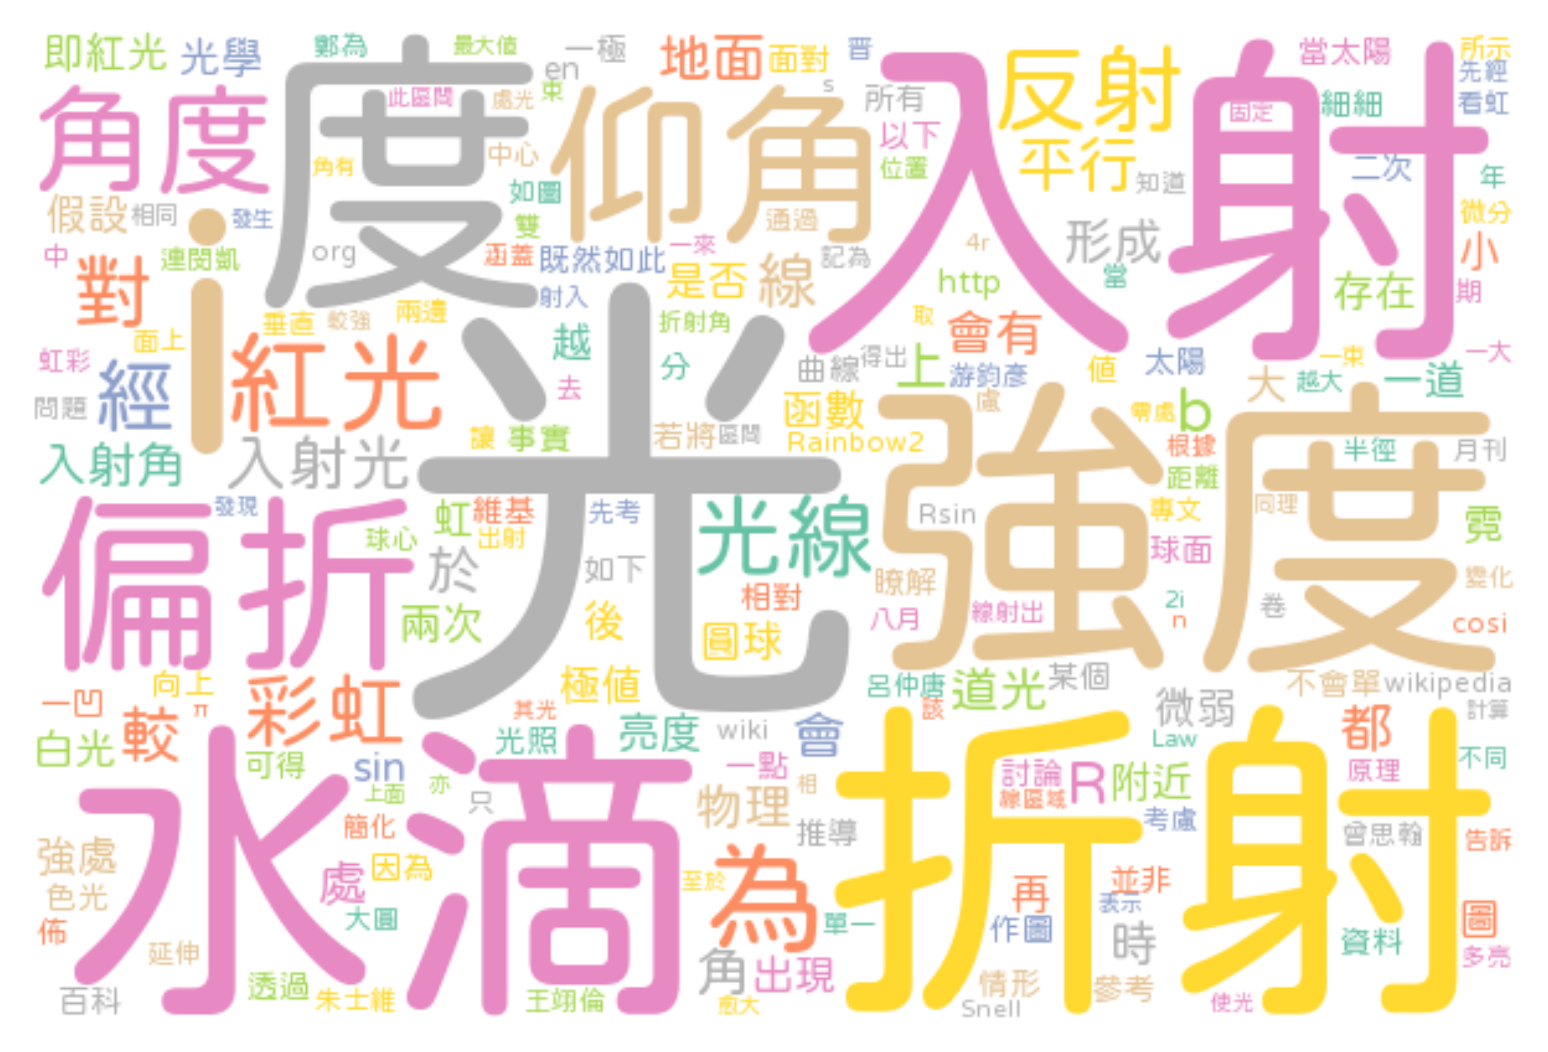 即紅光 光學 鄭為 最大值 一極 地面 面對 晉 反射 入射 當太陽 所示
en 先經
角度 度 此區間 處光 束 仰角 s 所有 固定 細細 看虹
以下
角有 中心 位置 平行 知道 二次 年
假設 相同 發生 如圖 雙 通過 形成 微分
中 連閔凱 org 涵蓋 既然如此 一來 記為 4r 當 小
對 i 射入 是否 線 http 存在 期
面上 垂直 較強 兩邊 越 折射角 取 會有
虹彩 經 紅光 去 分 曲線 得出 上 游鈞彥 值 太陽 一束 一大
問題 光 函數 慮 大 越大 一道
入射角 入射光 讓 事實 若將 區間 Rainbow2 強度 零處 b 根據 半徑 月刊
距離
偏折 發現 虹 維基 先考 光線 Rsin 專文 同理 霓
球心 出射 球面
於 如下 瞭解 變化
兩次 後 相對 八月 線射出 2i 卷
圓球 n cosi
向上 極值 呂仲唐 道光 某個 不會單 wikipedia
一凹 π 彩虹 其光 該 微弱 計算
白光 較 光照 亮度 wiki 會 Law 都
可得 sin 一點 討論 R 附近 原理 不同
水滴 上面 亦 只 物理 相 折射 線區域
強處 簡化 推導 考慮 曾思翰 告訴
色光 處 因為 至於 為 再 並非
佈 大圓 單一 作圖 表示 時 資料 圖
延伸 角 出現 多亮
百科 透過 朱士維 王翊倫 愈大 情形 參考 使光
Snell